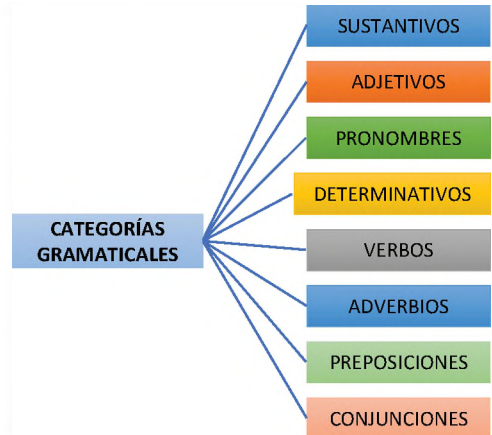 CATEGORÍAS
GRAMATICALES
SUSTANTIVOS
ADJETIVOS
PRONOMBRES
DETERMINATIVOS
VERBOS
ADVERBIOS
PREPOSICIONES
CONJUNCIONES